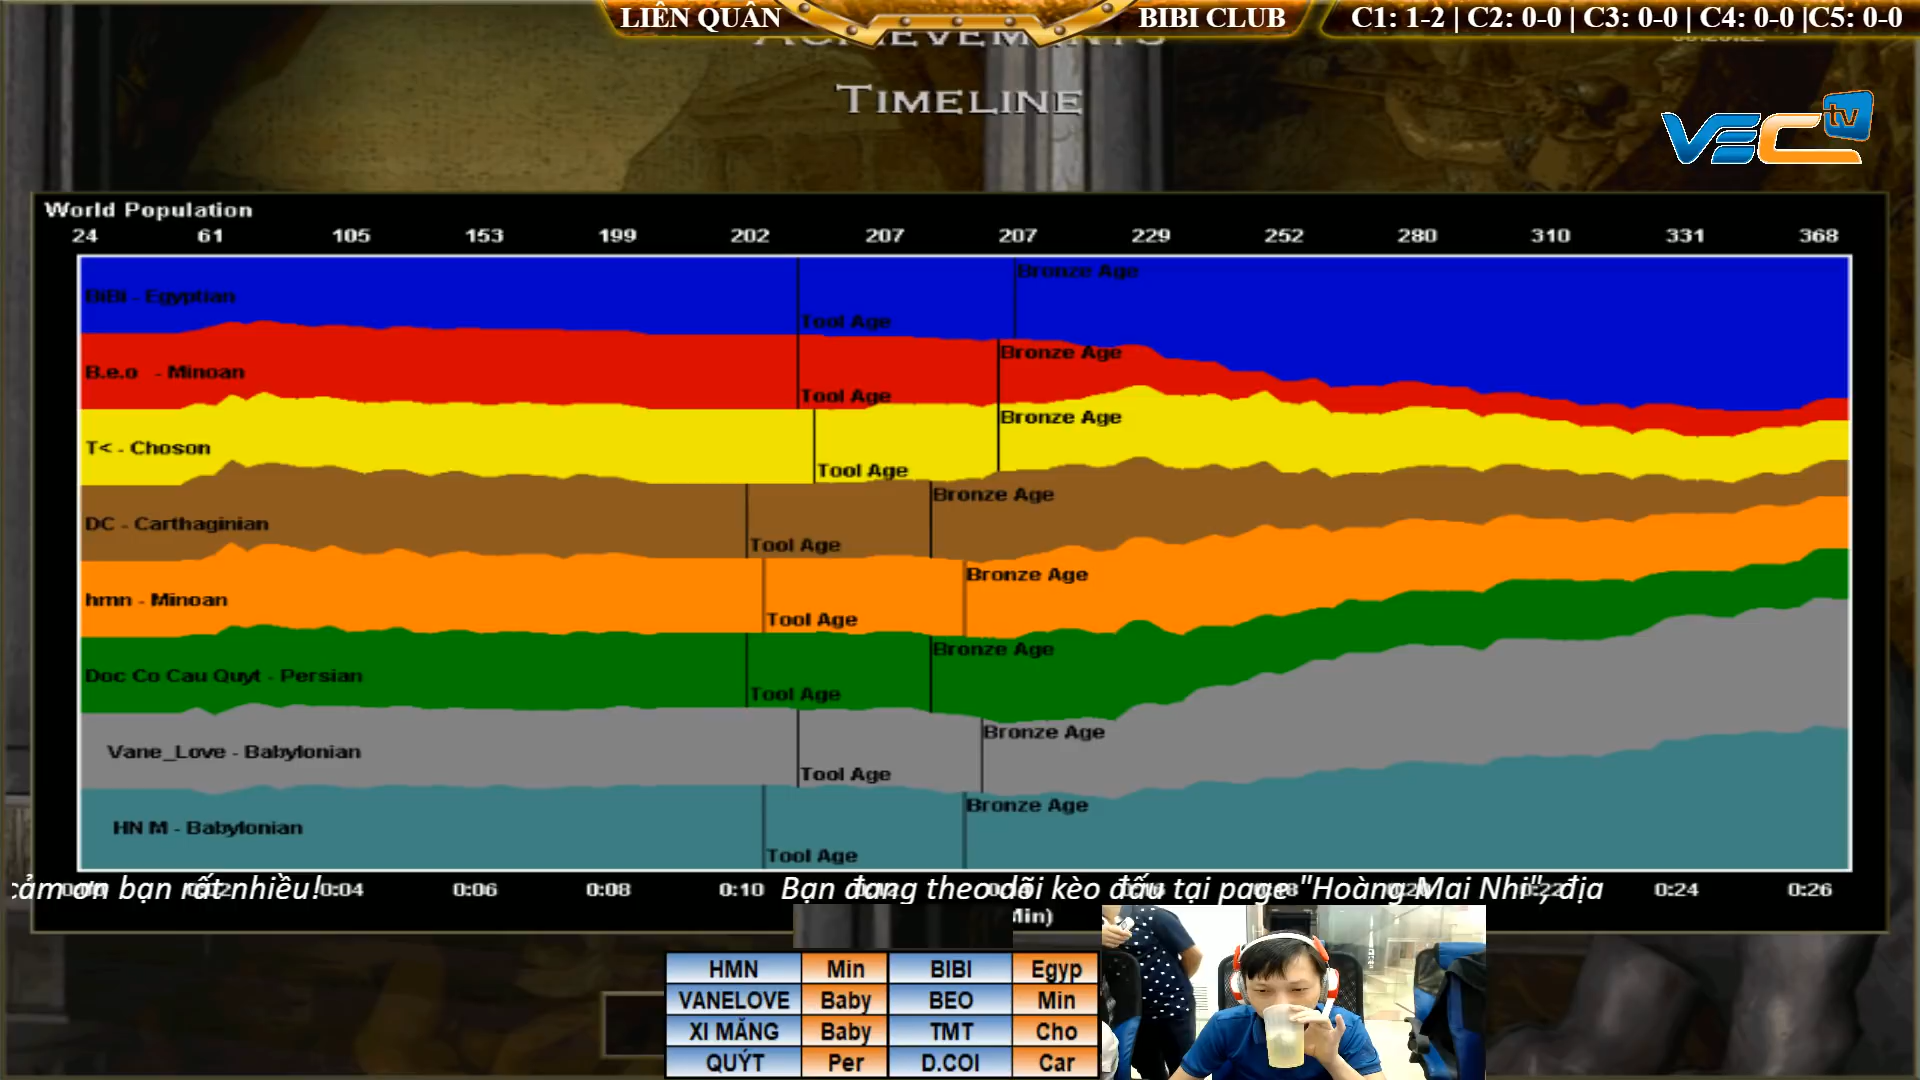 LIÊN QUÂN
BIBI CLUB
C1: 1-2 | C2: 0-0 | C3: 0-0 | C4: 0-0 |C5: 0-0
ACHIEVEMENTS
TIMELINE
VEC tv
World Population
24 61 105 153 199 202 207 207 229 252 280 310 331 368
BiBi - Egyptian
Tool Age
Bronze Age
B.e.o - Minoan
Tool Age
Bronze Age
T< - Choson
Tool Age
Bronze Age
DC - Carthaginian
Tool Age
Bronze Age
hmn - Minoan
Tool Age
Bronze Age
Doc Co Cau Quyt - Persian
Tool Age
Bronze Age
Vane_Love - Babylonian
Tool Age
Bronze Age
HN M - Babylonian
Tool Age
Bronze Age
0:04 0:06 0:08 0:10 0:24 0:26
cảm ơn bạn rất nhiều! Bạn đang theo dõi kèo đấu tại page "Hoàng Mai Nhi", địa
Min)
HMN Min BIBI Egyp
VANELOVE Baby BEO Min
XI MĂNG Baby TMT Cho
QUÝT Per D.COI Car